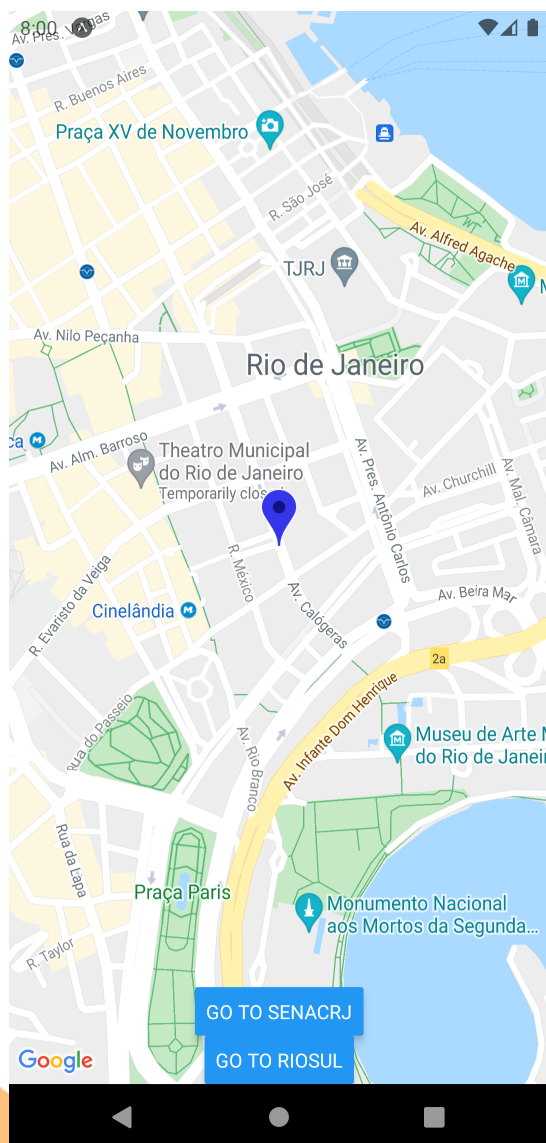 8:00
Av. Pres. Vargas
R. Buenos Aires
Praça XV de Novembro
R. São José
Av. Alfred Agache
TJRJ
M
Av. Nilo Peçanha
Rio de Janeiro
ca
Av. Alm. Barroso
Theatro Municipal
do Rio de Janeiro
Temporarily clos
Av. Pres. Antônio Carlos
Av. Churchill
Av. Mal. Câmara
R. México
R. Evaristo da Veiga
Cinelândia
Av. Calógeras
Av. Beira Mar
2a
Av. Infante Dom Henrique
Rua do Passeio
Av. Rio Branco
Museu de Arte M
do Rio de Janei
Rua da Lapa
Praça Paris
Monumento Nacional
aos Mortos da Segunda...
R. Taylor
GO TO SENACRJ
GO TO RIOSUL
Google